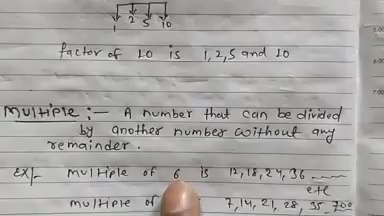 1 2 5 10
factor of 10 is 1,2,5 and 10
Multiple :— A number that can be divided
by another number without any
remainder.
Ex/- multiple of 6 is 12,18,24,36
etc
multiple of is 7,14,21,28,35,700